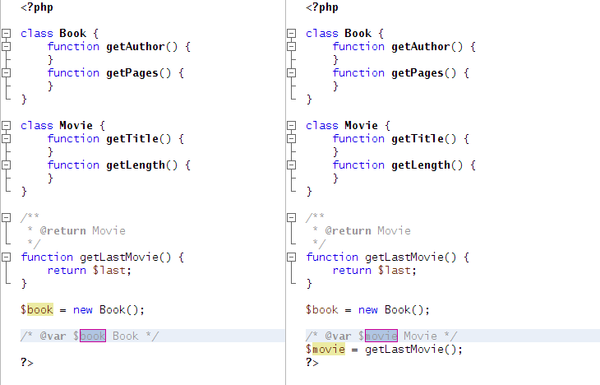 <?php
class Book {
function getAuthor() {
}
function getPages() {
}
}
class Movie {
function getTitle() {
}
function getLength() {
}
}
/**
* @return Movie
*/
function getLastMovie() {
return $last;
}
$book = new Book();
/* @var $book Book */
?>
<?php
class Book {
function getAuthor() {
}
function getPages() {
}
}
class Movie {
function getTitle() {
}
function getLength() {
}
}
/**
* @return Movie
*/
function getLastMovie() {
return $last;
}
$book = new Book();
/* @var $movie Movie */
$movie = getLastMovie();
?>